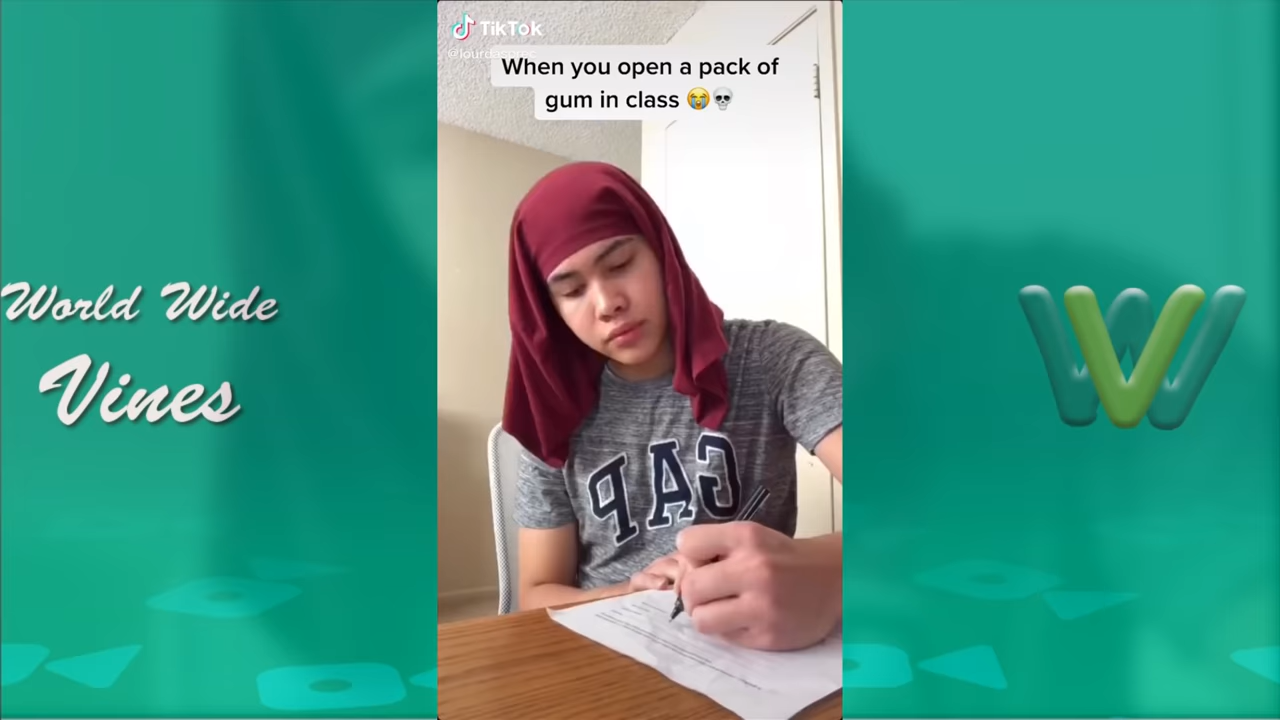 TikTok
When you open a pack of
gum in class 😭💀
World Wide
Vines
GAP